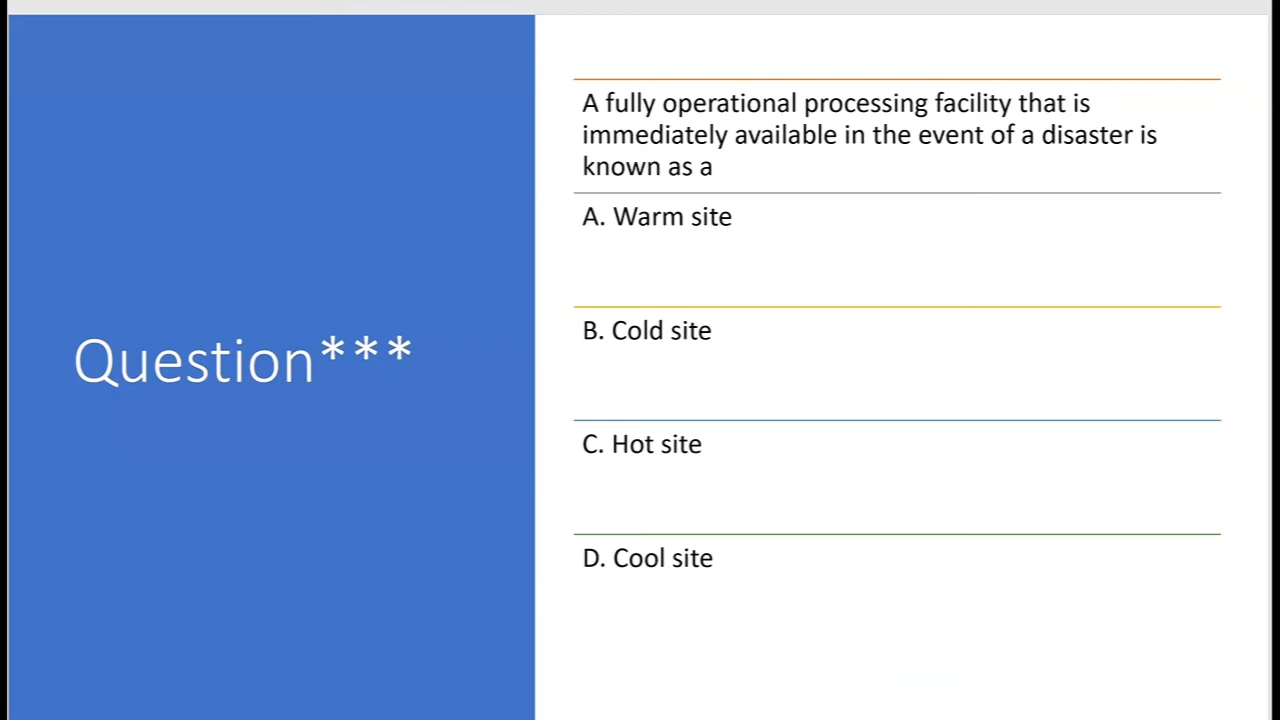 Question***
A fully operational processing facility that is
immediately available in the event of a disaster is
known as a
A. Warm site
B. Cold site
C. Hot site
D. Cool site